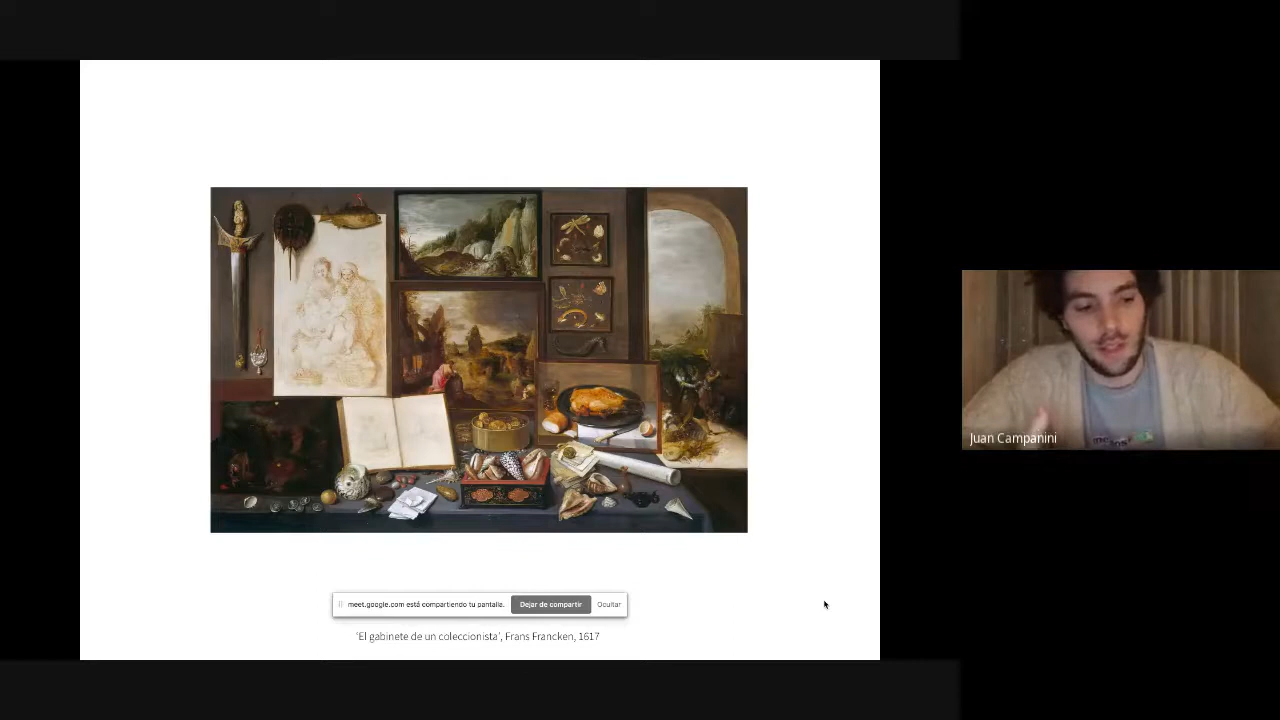 meet.google.com está compartiendo tu pantalla.
Dejar de compartir
Ocultar
'El gabinete de un coleccionista', Frans Francken, 1617
Juan Campanini